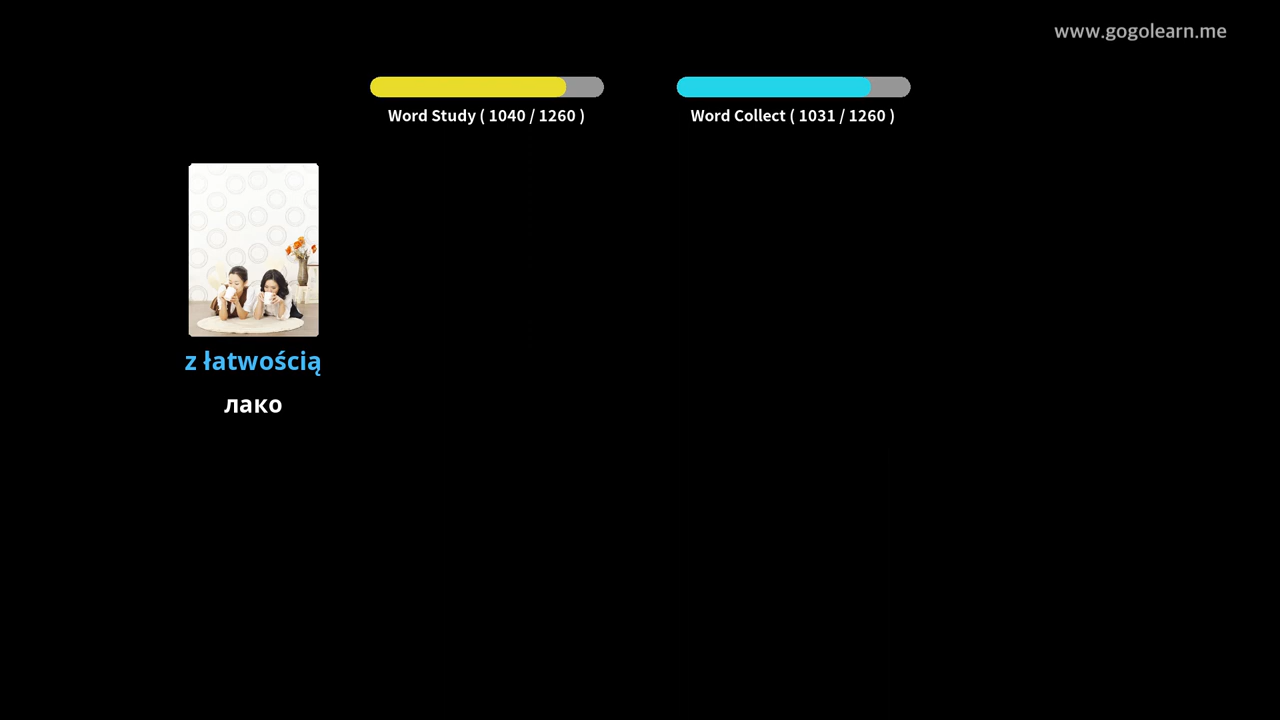 www.gogolearn.me
Word Study ( 1040 / 1260 )
Word Collect ( 1031 / 1260 )
z łatwością
лако